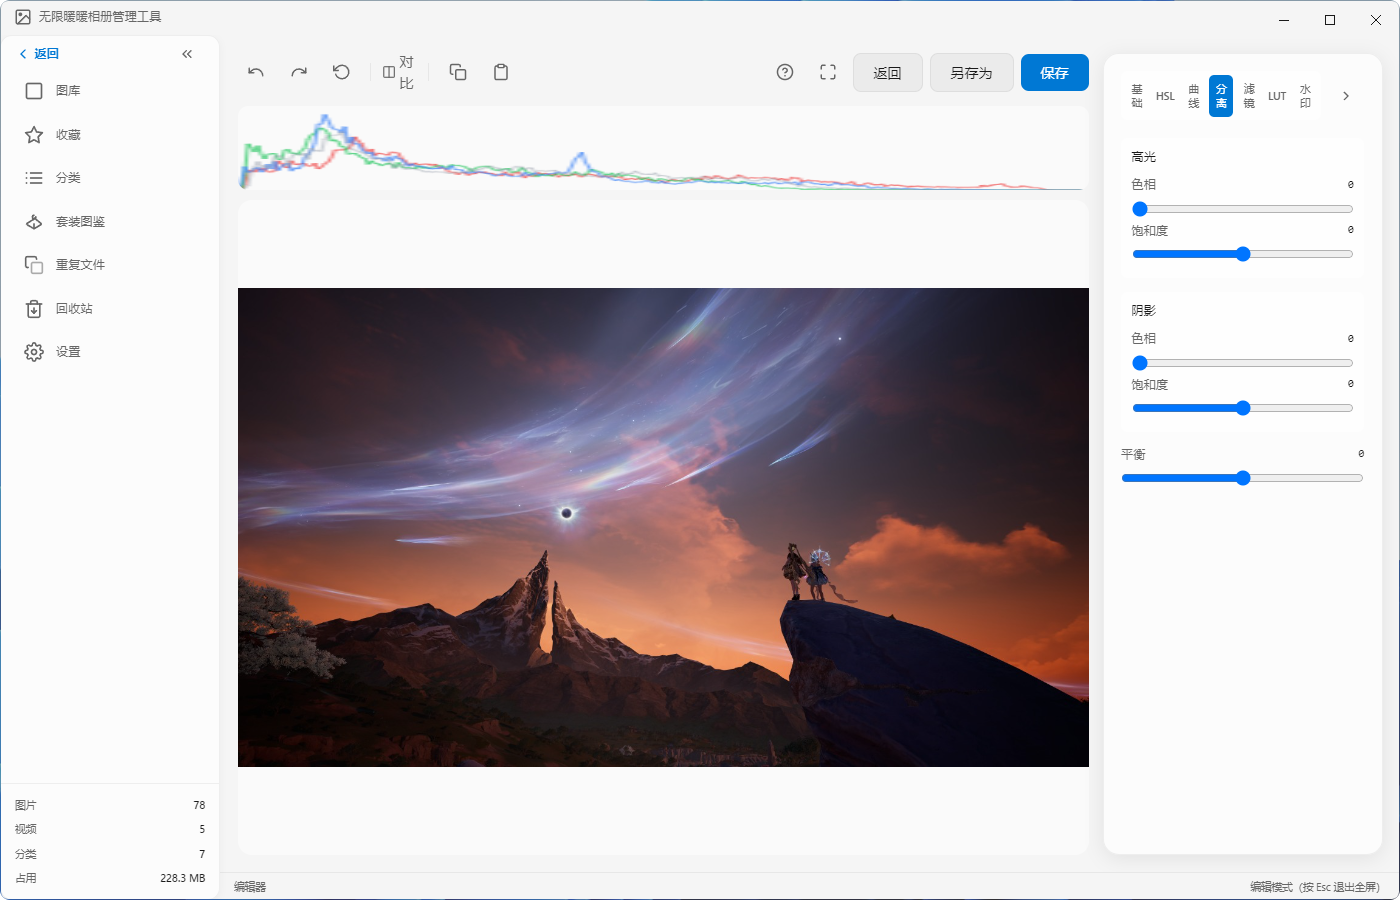 无限暖暖相册管理工具
返回
图库
收藏
分类
套装图鉴
重复文件
回收站
设置
图片 78
视频 5
分类 7
占用 228.3 MB
对比
返回
另存为
保存
基础 HSL 曲线 分离 滤镜 LUT 水印
高光
色相 0
饱和度 0
阴影
色相 0
饱和度 0
平衡 0
编辑器
编辑模式（按 Esc 退出全屏）